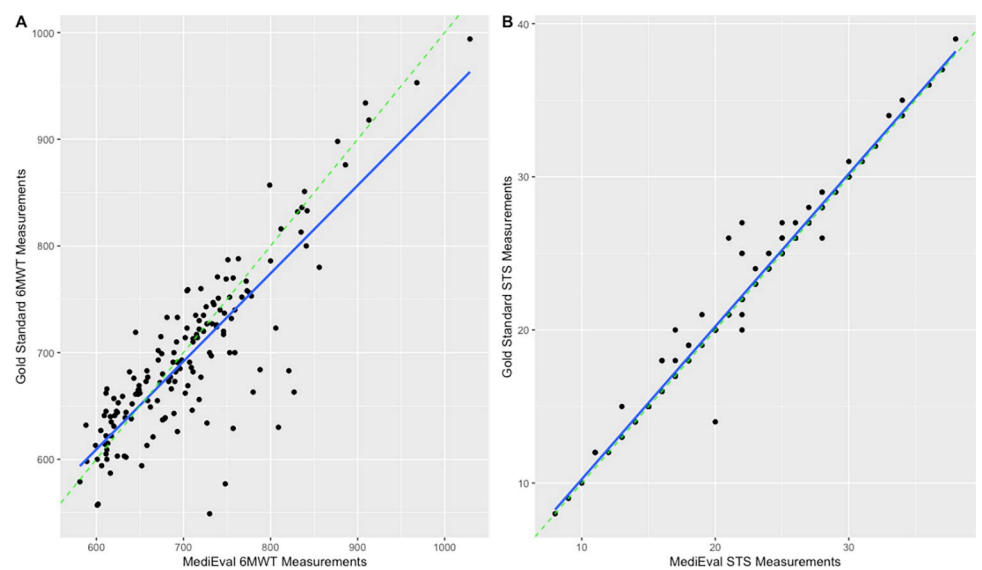 A
1000
900
800
700
600
Gold Standard 6MWT Measurements
600 700 800 900 1000
MediEval 6MWT Measurements
B
40
30
20
10
Gold Standard STS Measurements
10 20 30
MediEval STS Measurements